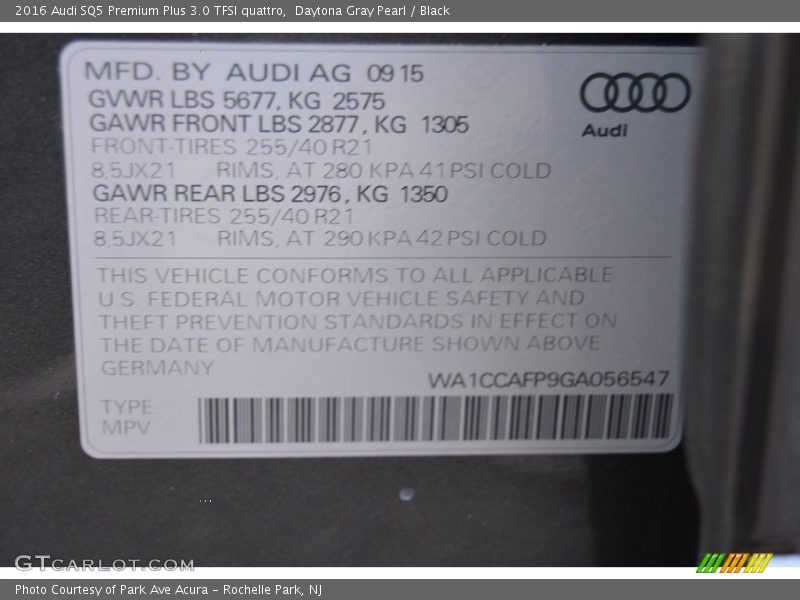 2016 Audi SQ5 Premium Plus 3.0 TFSI quattro, Daytona Gray Pearl / Black
MFD. BY AUDI AG 09 15
GVWR LBS 5677, KG 2575
GAWR FRONT LBS 2877, KG 1305
FRONT-TIRES 255/40 R21
8,5JX21 RIMS, AT 280 KPA 41 PSI COLD
GAWR REAR LBS 2976, KG 1350
REAR-TIRES 255/40 R21
8,5JX21 RIMS, AT 290 KPA 42 PSI COLD
Audi
THIS VEHICLE CONFORMS TO ALL APPLICABLE
U.S. FEDERAL MOTOR VEHICLE SAFETY AND
THEFT PREVENTION STANDARDS IN EFFECT ON
THE DATE OF MANUFACTURE SHOWN ABOVE
GERMANY
WA1CCAFP9GA056547
TYPE:
MPV
GTCARLOT.COM
Photo Courtesy of Park Ave Acura - Rochelle Park, NJ